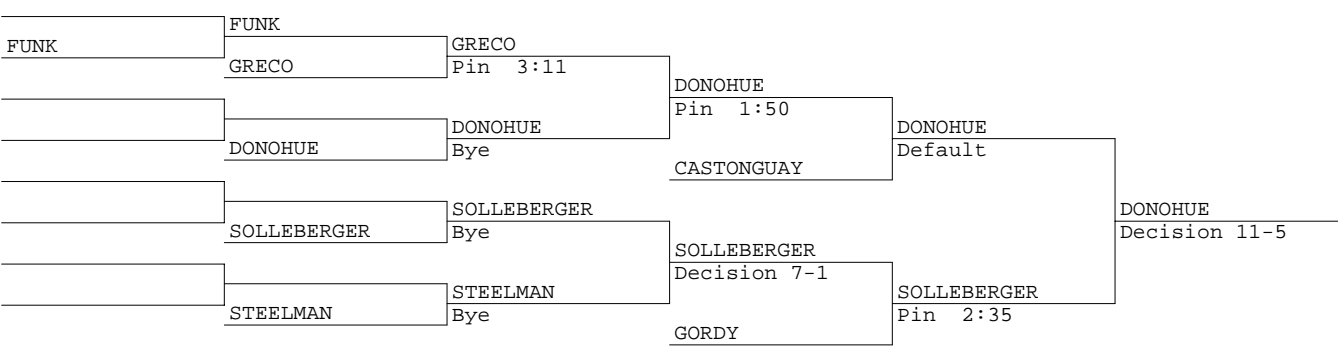 FUNK
FUNK
GRECO
GRECO
Pin 3:11
DONOHUE
Pin 1:50
DONOHUE
DONOHUE
Bye
DONOHUE
Default
CASTONGUAY
SOLLEBERGER
SOLLEBERGER
Bye
DONOHUE
Decision 11-5
SOLLEBERGER
Decision 7-1
STEELMAN
STEELMAN
Bye
SOLLEBERGER
Pin 2:35
GORDY